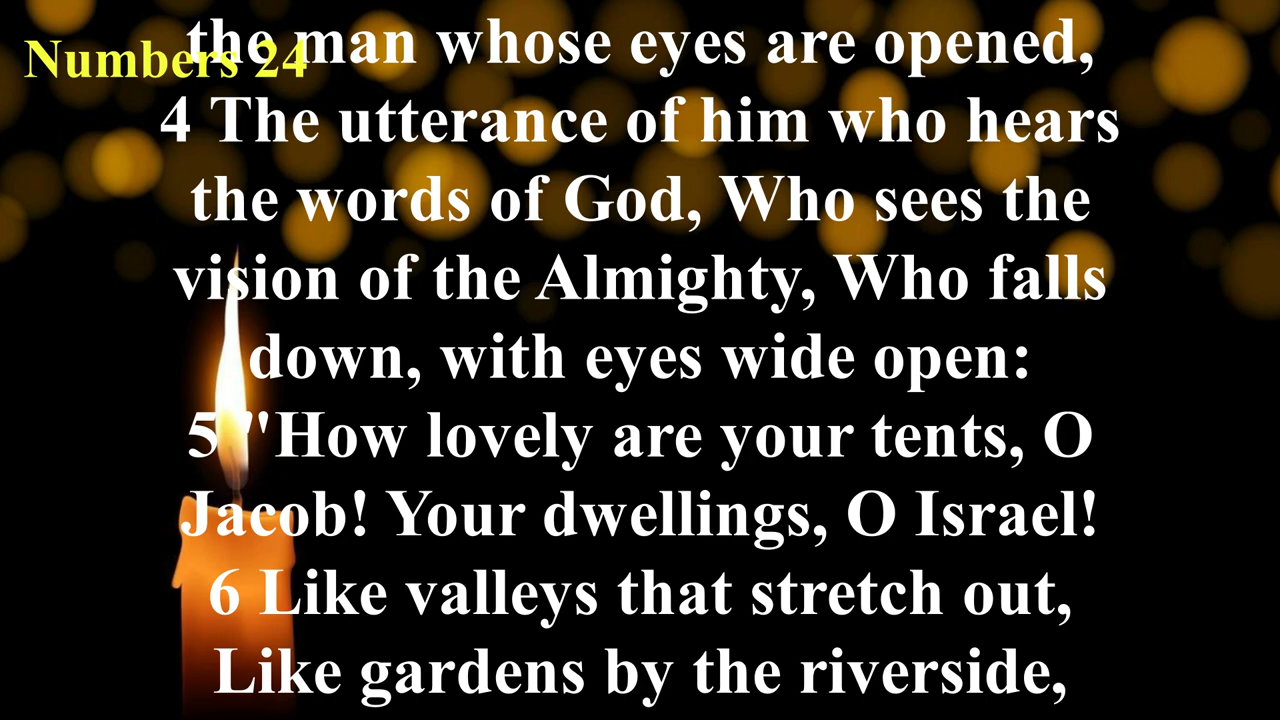 Numbers 24
the man whose eyes are opened,
4 The utterance of him who hears
the words of God, Who sees the
vision of the Almighty, Who falls
down, with eyes wide open:
5 "How lovely are your tents, O
Jacob! Your dwellings, O Israel!
6 Like valleys that stretch out,
Like gardens by the riverside,